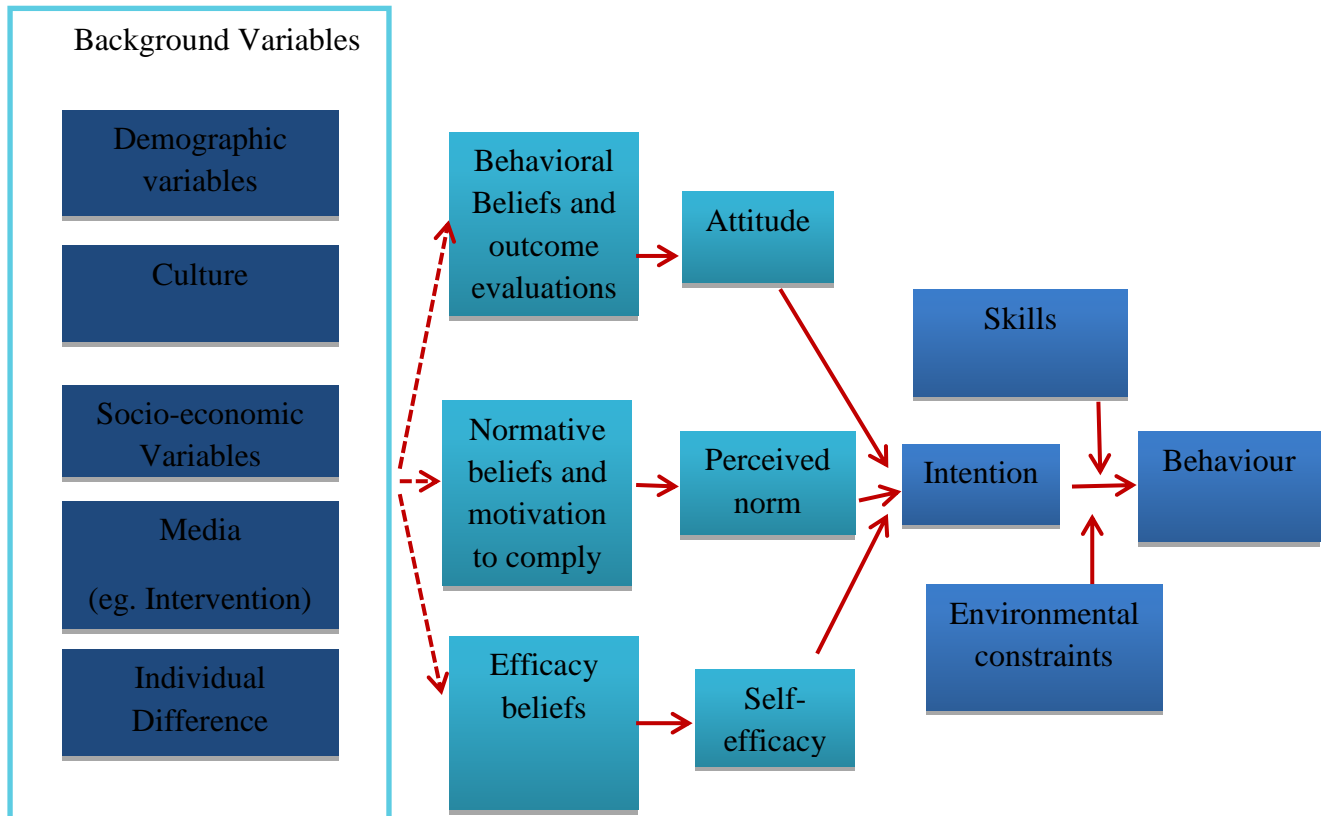 Background Variables
Demographic
variables
Culture
Socio-economic
Variables
Media
(eg. Intervention)
Individual
Difference
Behavioral
Beliefs and
outcome
evaluations
Normative
beliefs and
motivation
to comply
Efficacy
beliefs
Attitude
Perceived
norm
Self-
efficacy
Intention
Skills
Environmental
constraints
Behaviour